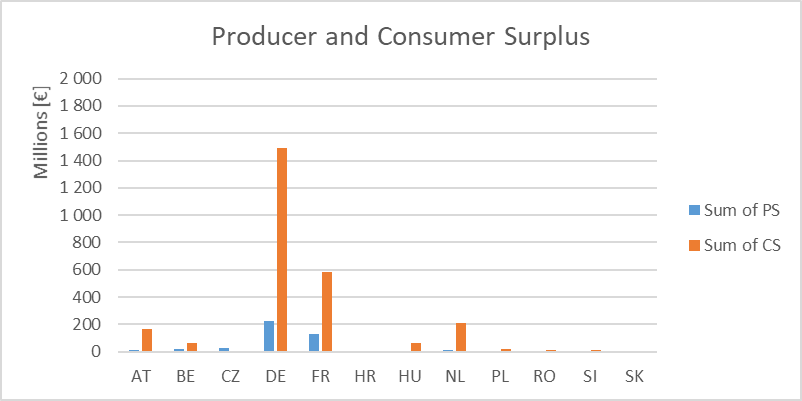 Producer and Consumer Surplus
Millions [€]
2 000
1 800
1 600
1 400
1 200
1 000
800
600
400
200
0
AT BE CZ DE FR HR HU NL PL RO SI SK
Sum of PS
Sum of CS